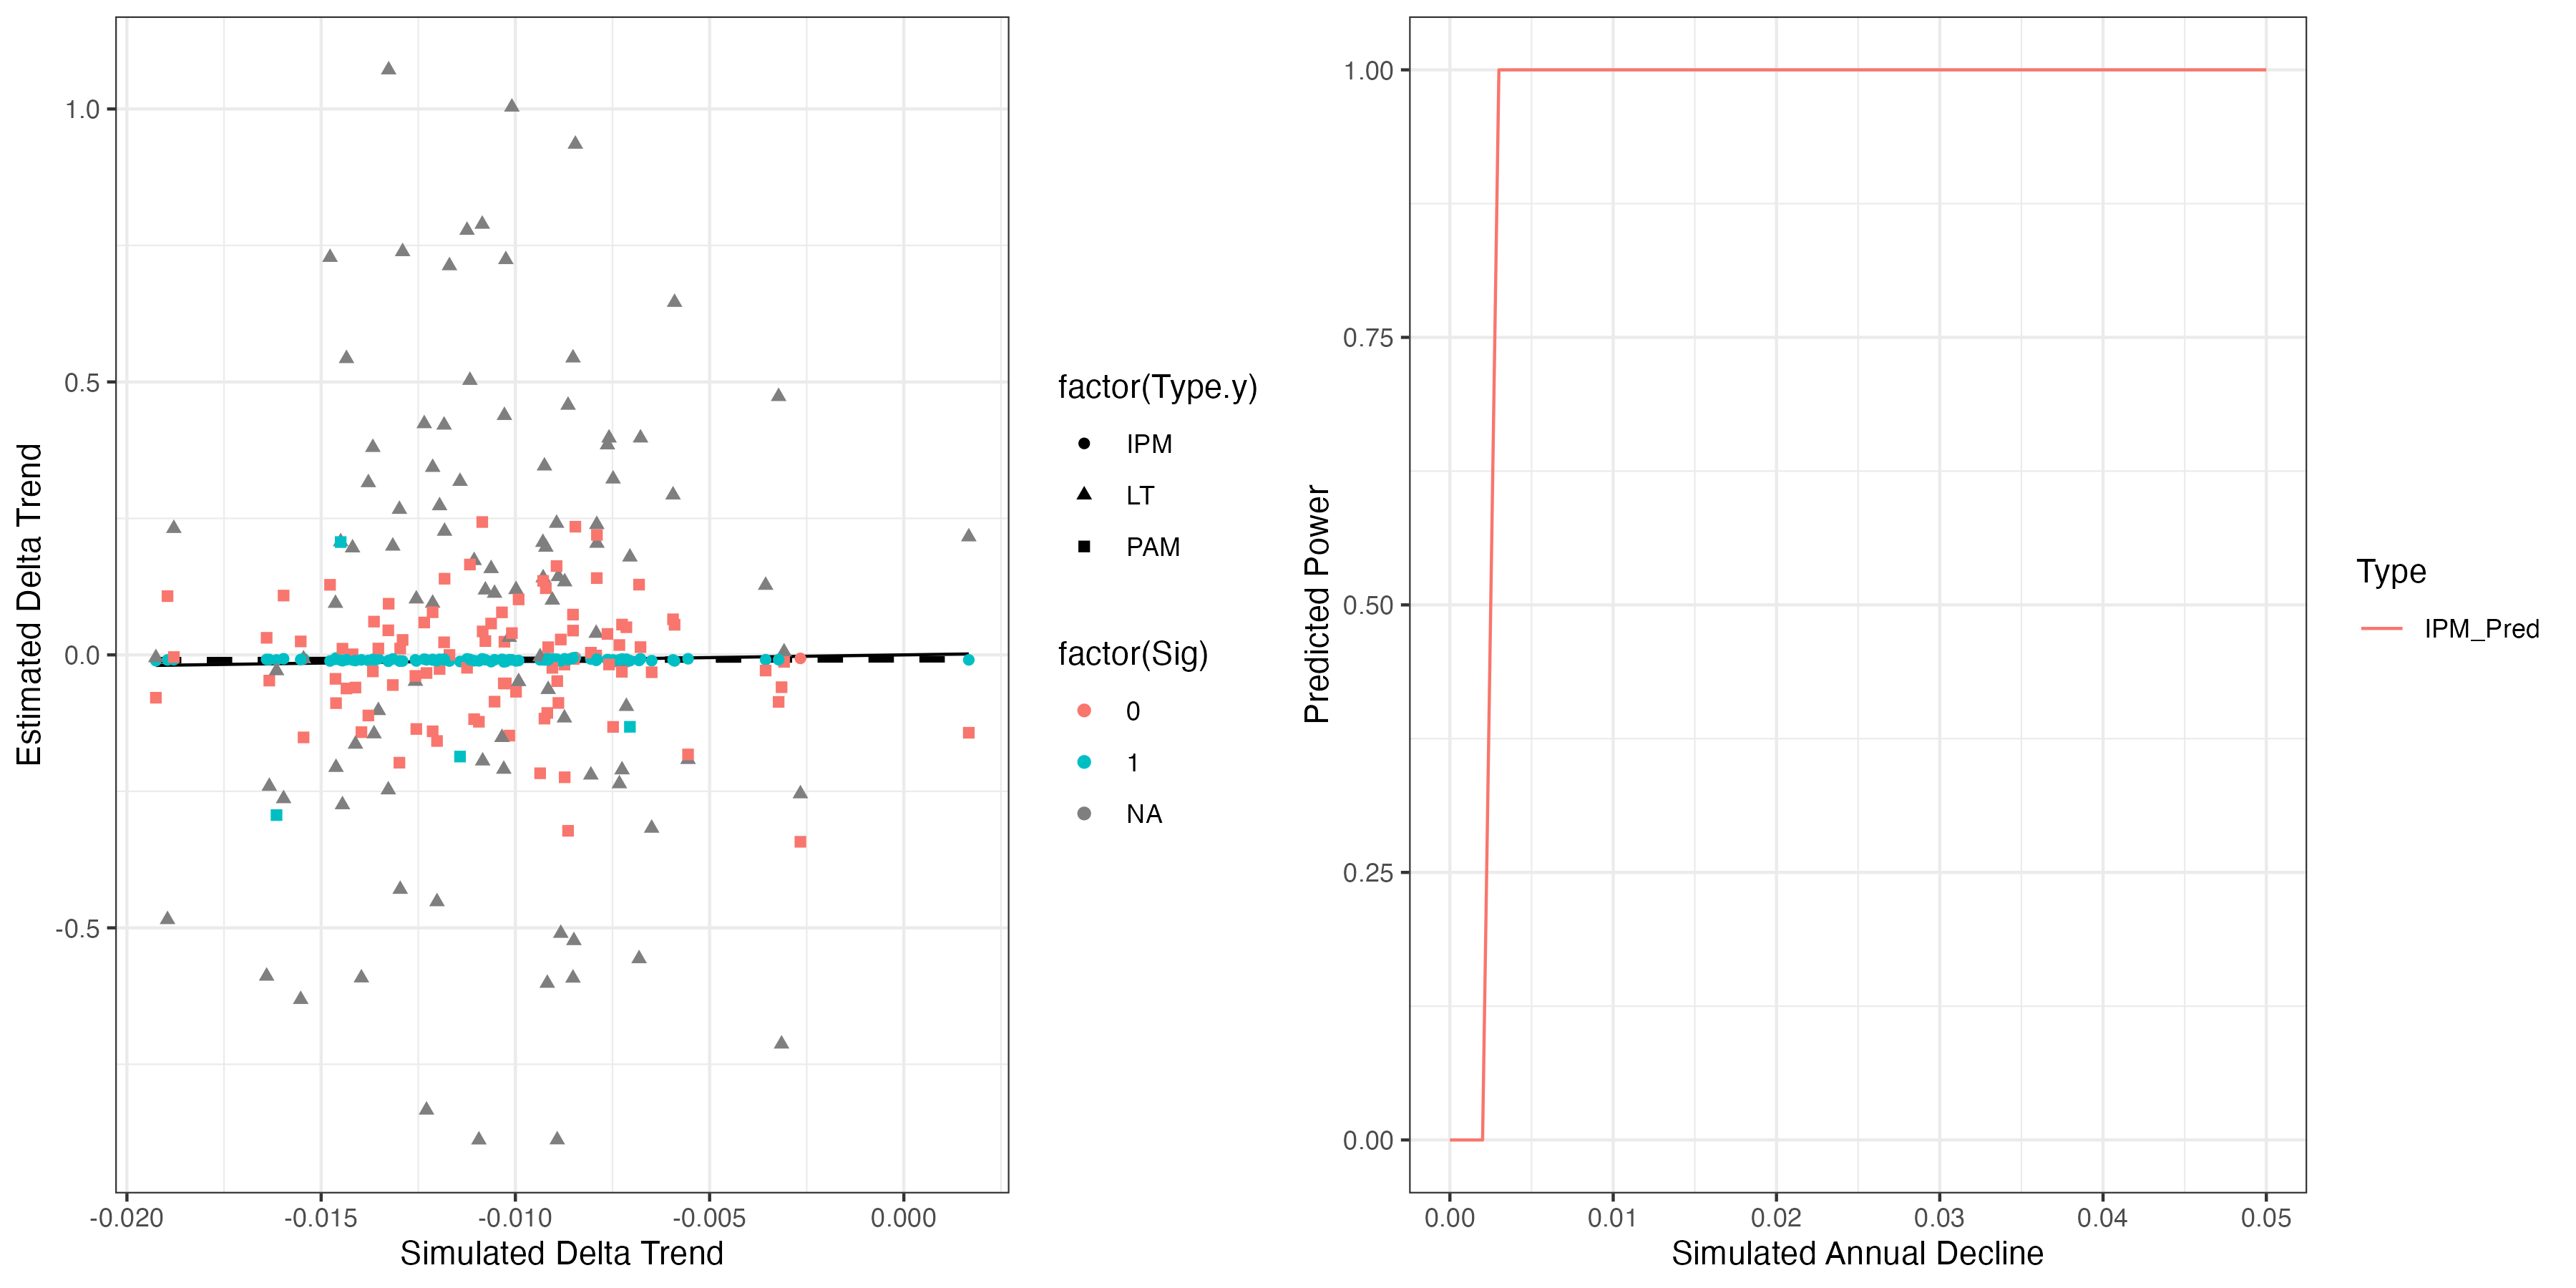 Estimated Delta Trend
1.0
0.5
0.0
-0.5
-0.020
-0.015
-0.010
-0.005
0.000
Simulated Delta Trend
factor(Type.y)
IPM
LT
PAM
factor(Sig)
0
1
NA
Predicted Power
1.00
0.75
0.50
0.25
0.00
0.00
0.01
0.02
0.03
0.04
0.05
Simulated Annual Decline
Type
IPM_Pred